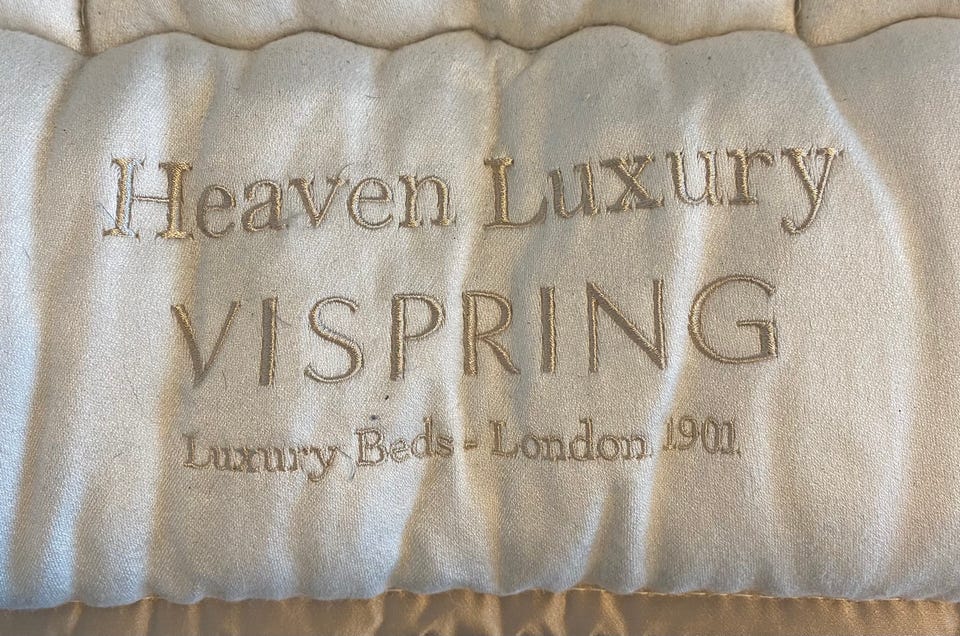 Heaven Luxury
VISPRING
Luxury Beds - London 1901